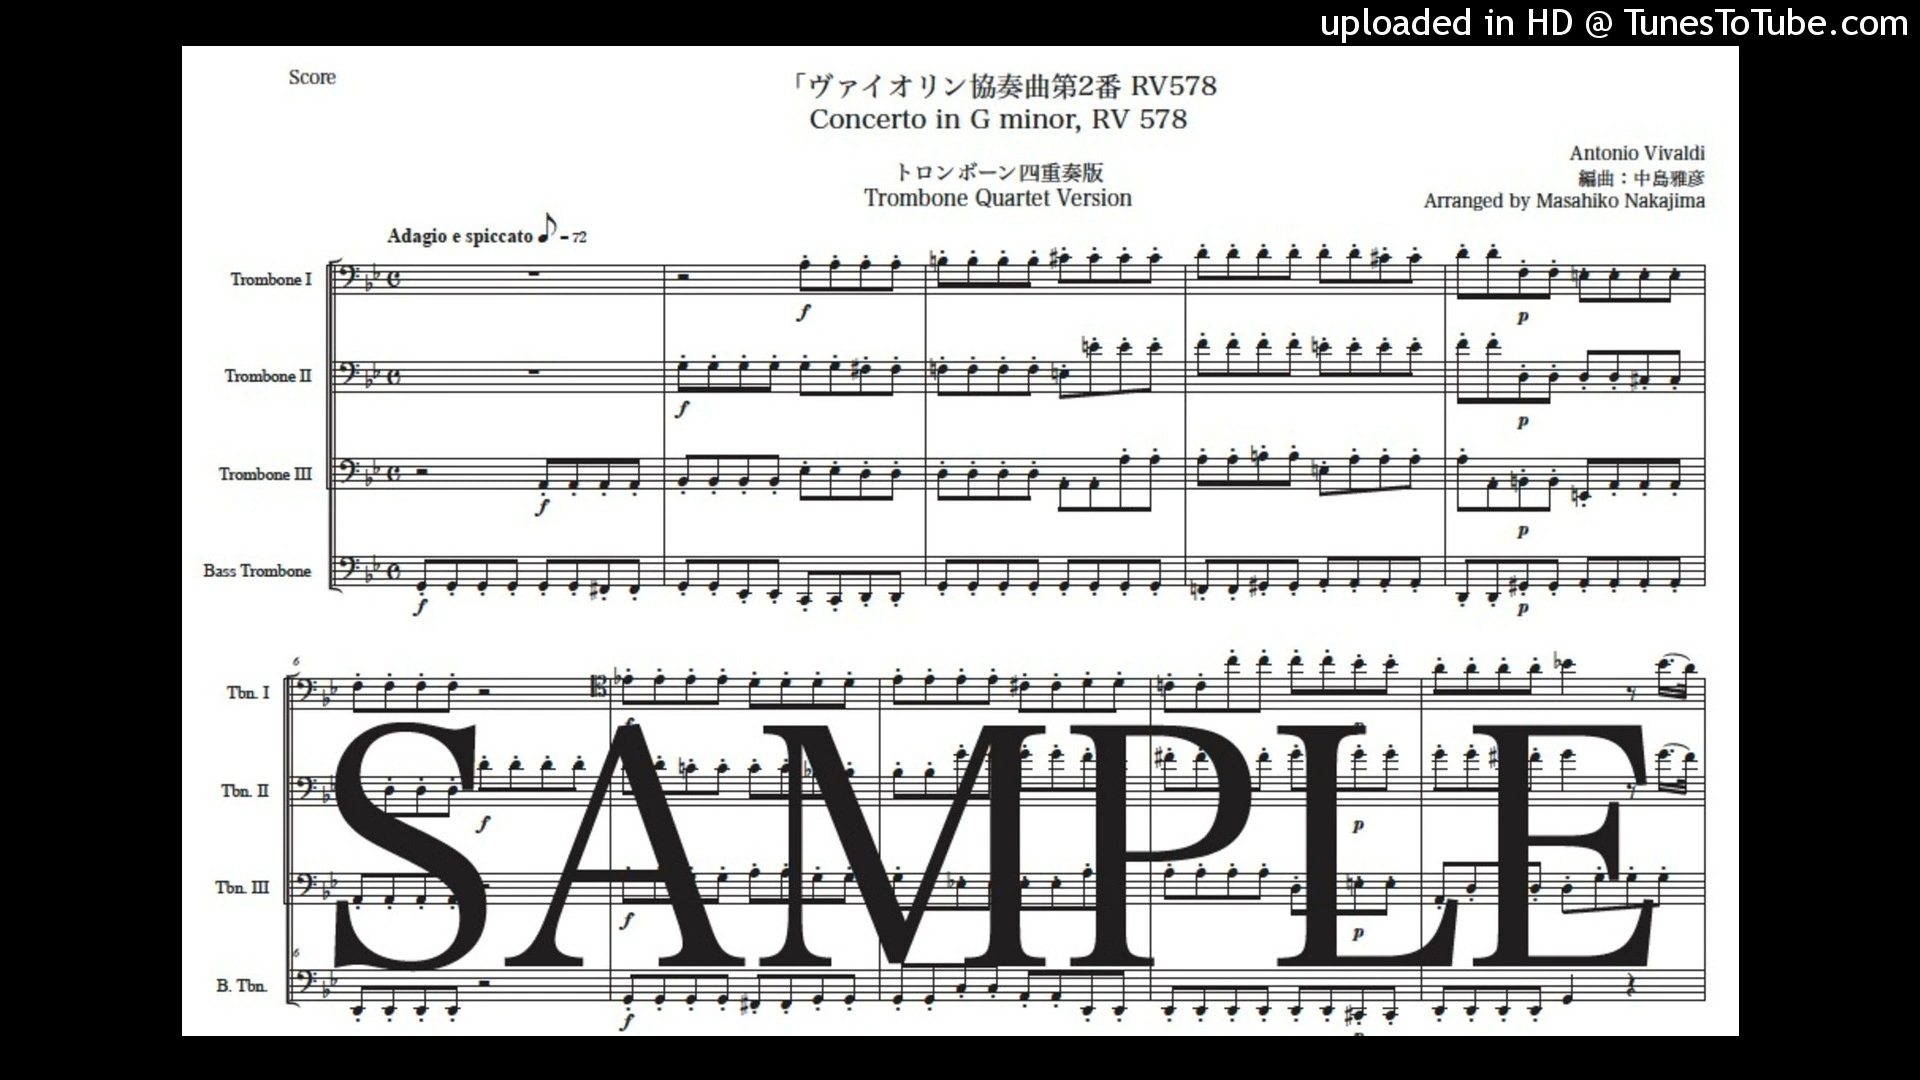 uploaded in HD @ TunesToTube.com
Score
「ヴァイオリン協奏曲第2番 RV578
Concerto in G minor, RV 578
トロンボーン四重奏版
Trombone Quartet Version
Antonio Vivaldi
編曲：中島雅彦
Arranged by Masahiko Nakajima
Adagio e spiccato ♪=72
Trombone I
f
p
Trombone II
f
p
Trombone III
f
p
Bass Trombone
f
p
6
Tbn. I
Tbn. II
f
p
Tbn. III
f
p
6
B. Tbn.
f
SAMPLE